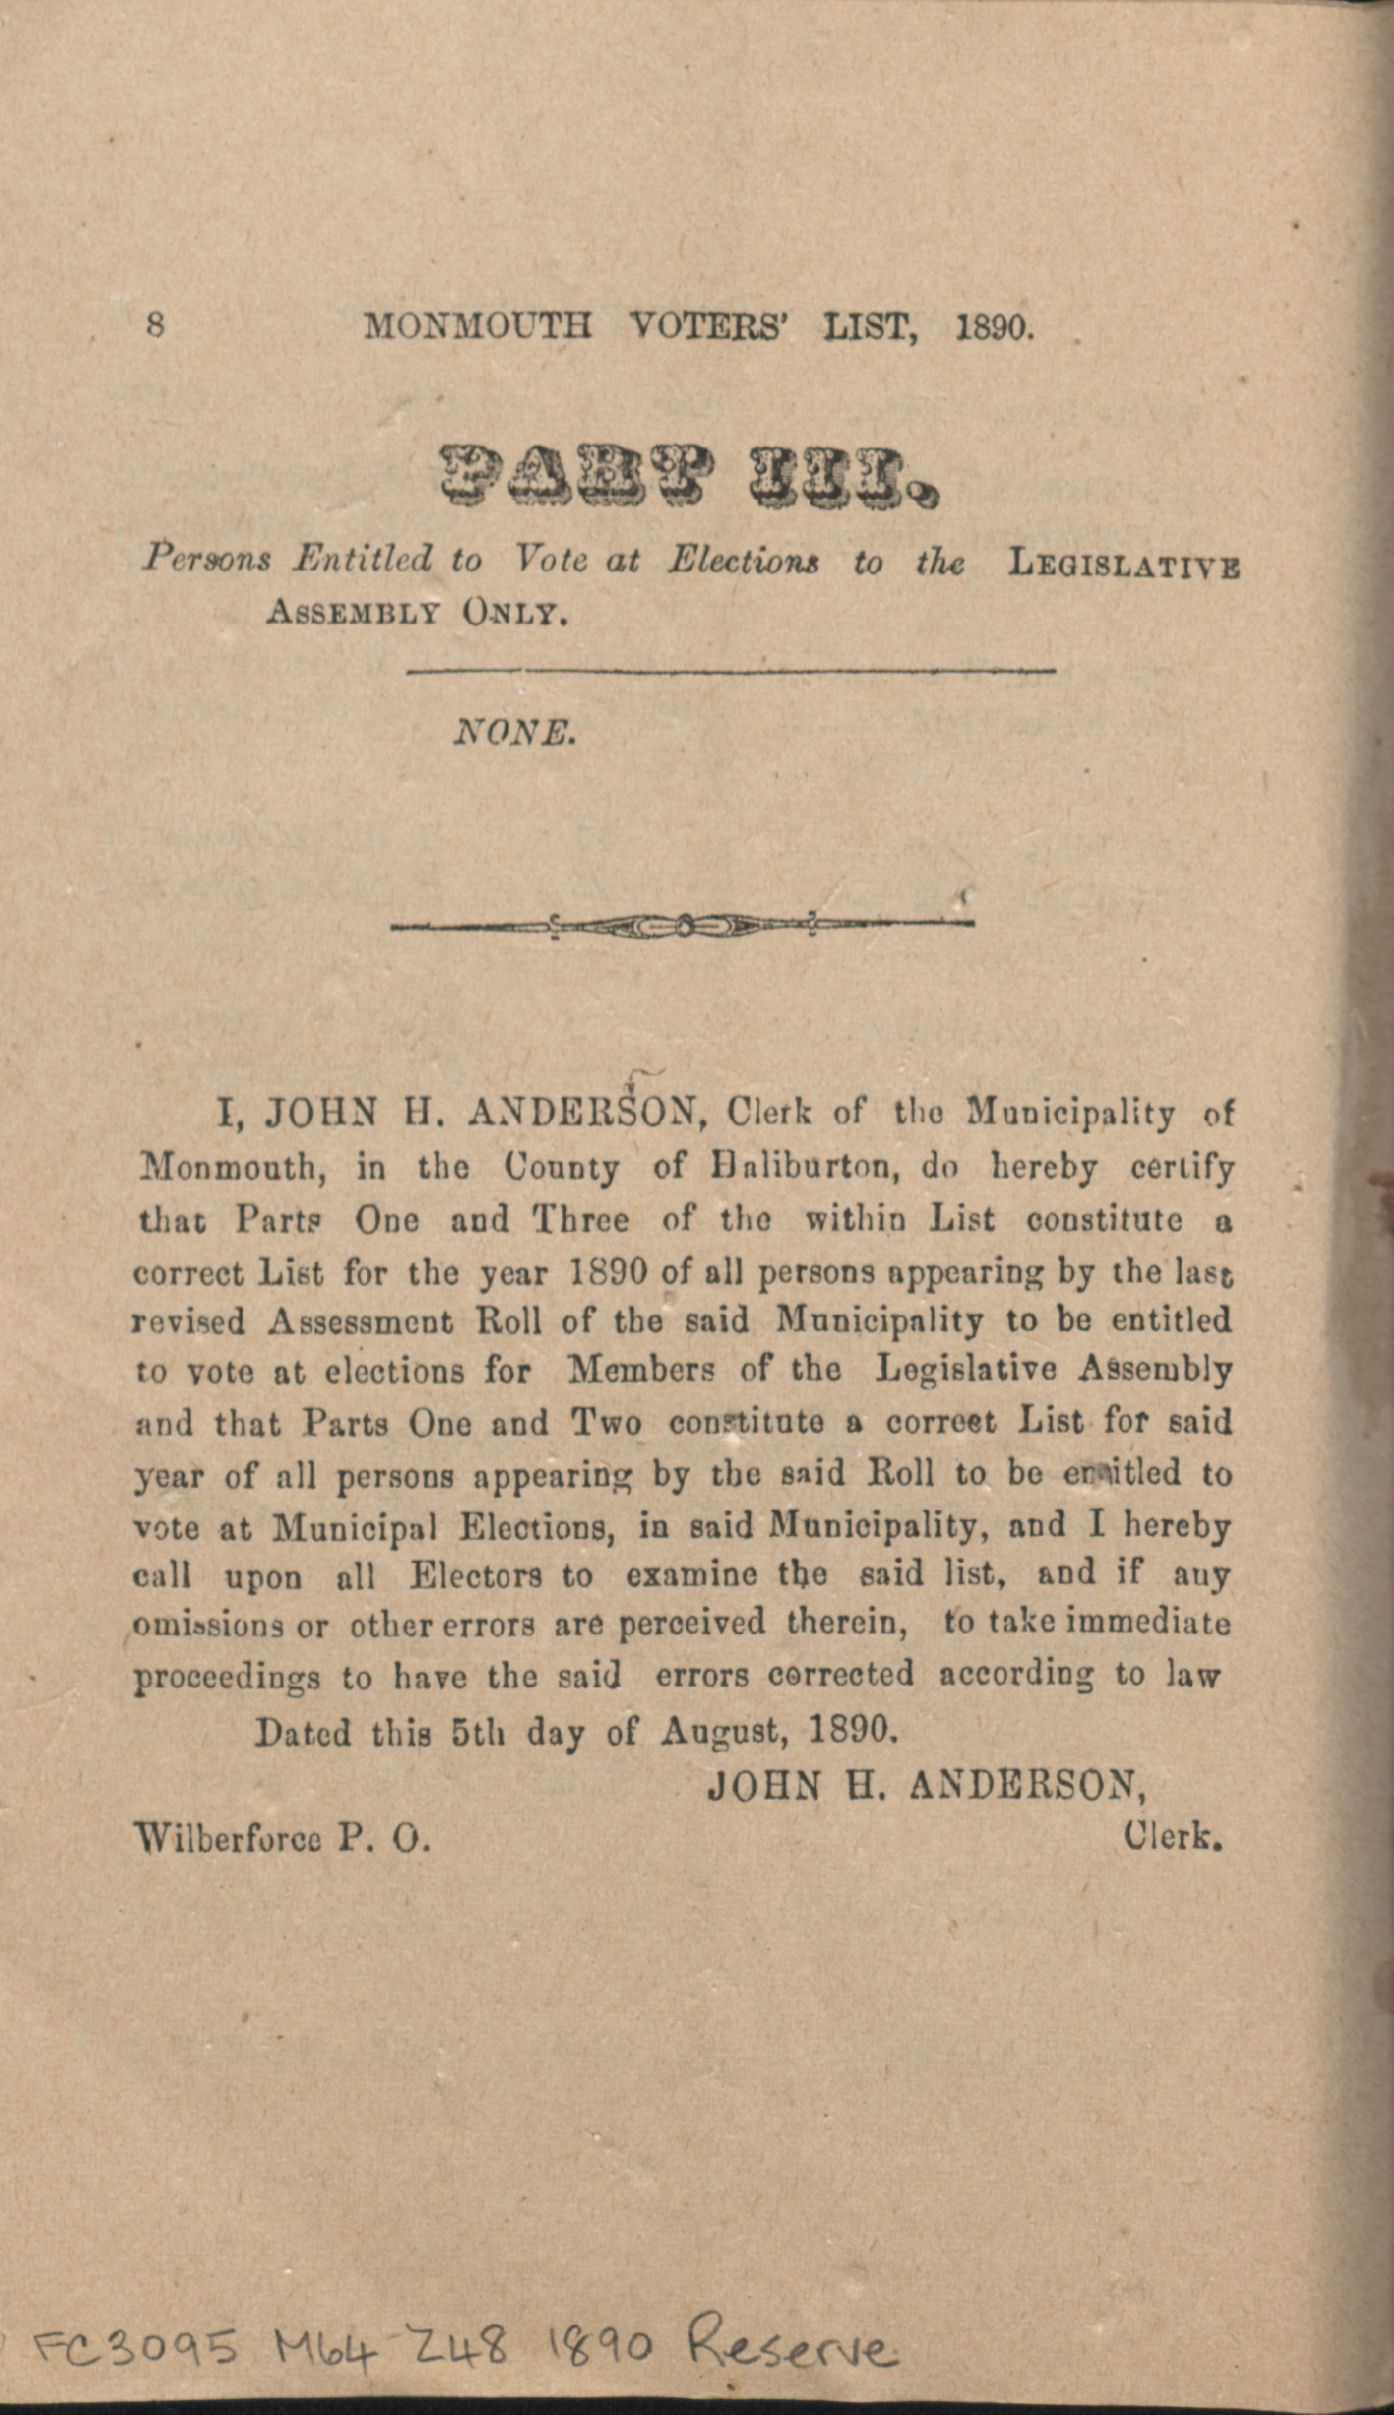 8 MONMOUTH VOTERS' LIST, 1890.
PART III.
Persons Entitled to Vote at Elections to the LEGISLATIVE
ASSEMBLY ONLY.
NONE.
I, JOHN H. ANDERSON, Clerk of the Municipality of
Monmouth, in the County of Haliburton, do hereby certify
that Parts One and Three of the within List constitute a
correct List for the year 1890 of all persons appearing by the last
revised Assessment Roll of the said Municipality to be entitled
to vote at elections for Members of the Legislative Assembly
and that Parts One and Two constitute a correct List for said
year of all persons appearing by the said Roll to be entitled to
vote at Municipal Elections, in said Municipality, and I hereby
call upon all Electors to examine the said list, and if any
omissions or other errors are perceived therein, to take immediate
proceedings to have the said errors corrected according to law
Dated this 5th day of August, 1890.
JOHN H. ANDERSON,
Wilberforce P. O. Clerk.
FC3095 M64 Z48 1890 Reserve